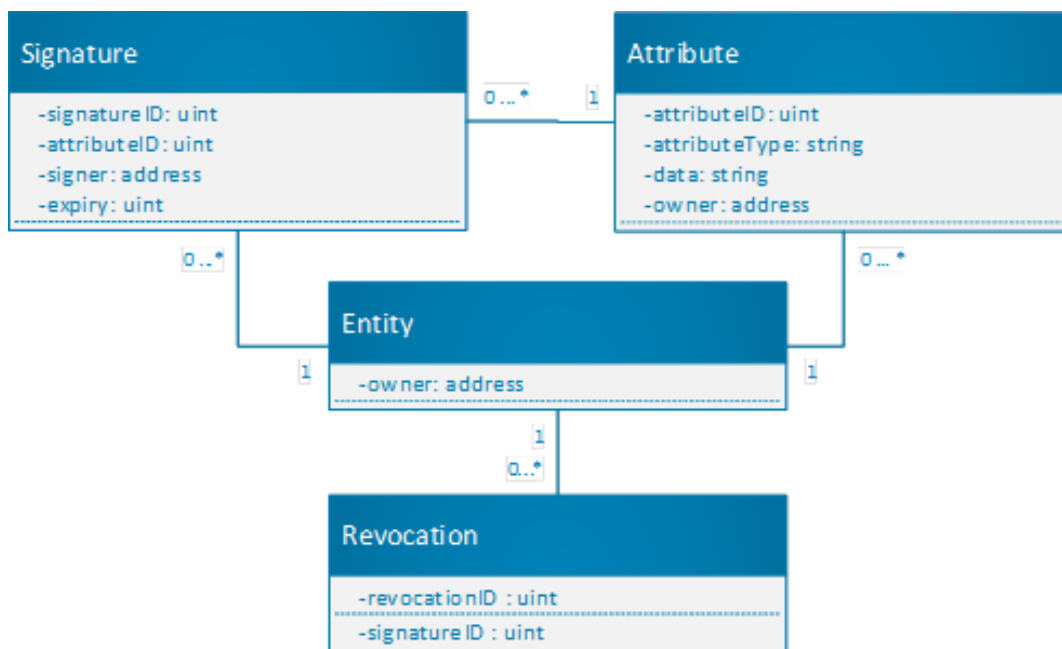 Signature
-signatureID: uint
-attributeID: uint
-signer: address
-expiry: uint
0 ... *
1
Attribute
-attributeID: uint
-attributeType: string
-data: string
-owner: address
0 ...*
0 ... *
Entity
-owner: address
1
1
1
0...*
Revocation
-revocationID : uint
-signatureID : uint